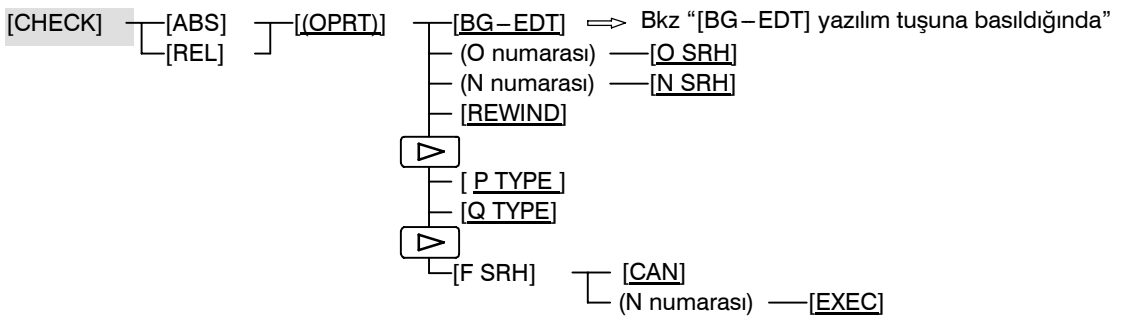 [CHECK] [ABS] [(OPRT)] [BG−EDT] ⇒ Bkz “[BG−EDT] yazılım tuşuna basıldığında”
[REL] (O numarası) [O SRH]
(N numarası) [N SRH]
[REWIND]
[ P TYPE ]
[Q TYPE]
[F SRH] [CAN]
(N numarası) [EXEC]